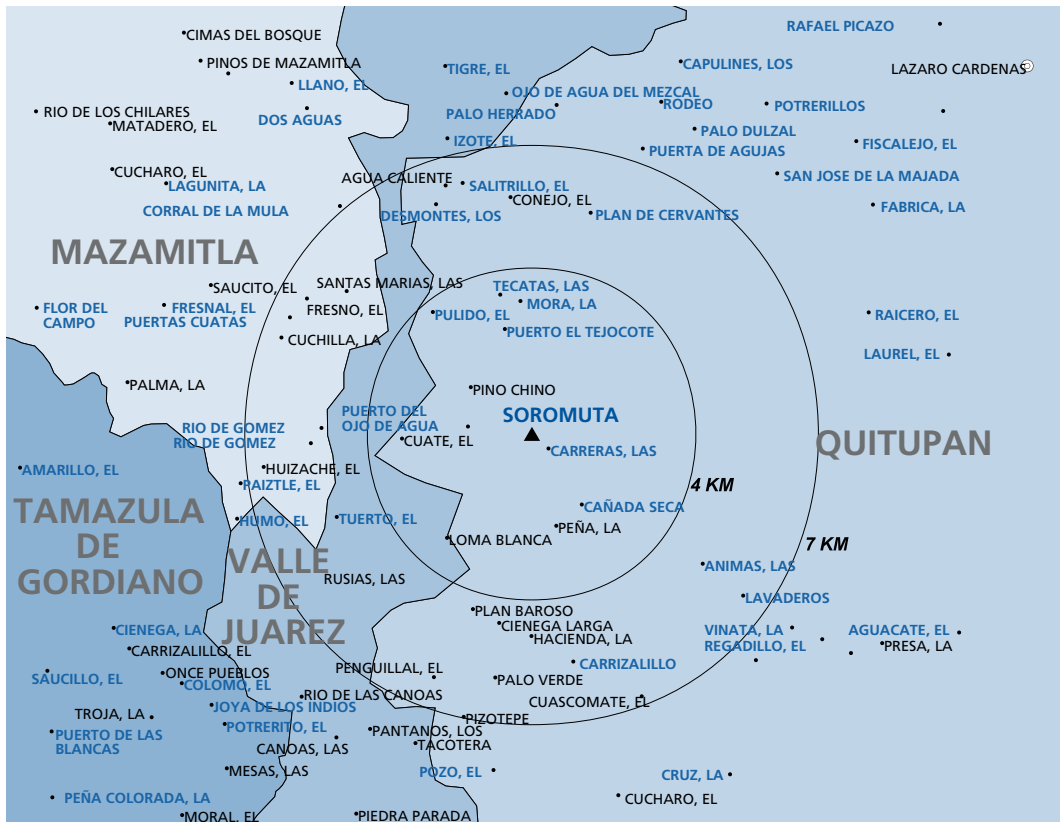 RAFAEL PICAZO
CIMAS DEL BOSQUE
PINOS DE MAZAMITLA
TIGRE, EL
CAPULINES, LOS
LAZARO CARDENAS
LLANO, EL
OJO DE AGUA DEL MEZCAL
RODEO
POTRERILLOS
RIO DE LOS CHILARES
MATADERO, EL
DOS AGUAS
PALO HERRADO
PALO DULZAL
IZOTE, EL
PUERTA DE AGUJAS
FISCALEJO, EL
CUCHARO, EL
LAGUNITA, LA
AGUA CALIENTE
SALITRILLO, EL
SAN JOSE DE LA MAJADA
CORRAL DE LA MULA
DESMONTES, LOS
CONEJO, EL
PLAN DE CERVANTES
FABRICA, LA
MAZAMITLA
SAUCITO, EL
SANTAS MARIAS, LAS
TECATAS, LAS
MORA, LA
FLOR DEL
CAMPO
FRESNAL, EL
PUERTAS CUATAS
FRESNO, EL
PULIDO, EL
RAICERO, EL
CUCHILLA, LA
PUERTO EL TEJOCOTE
LAUREL, EL
PALMA, LA
PINO CHINO
PUERTO DEL
OJO DE AGUA
SOROMUTA
RIO DE GOMEZ
RIO DE GOMEZ
CUATE, EL
CARRERAS, LAS
QUITUPAN
AMARILLO, EL
HUIZACHE, EL
PAIZTLE, EL
4 KM
TAMAZULA
DE
GORDIANO
HUMO, EL
TUERTO, EL
CAÑADA SECA
PEÑA, LA
LOMA BLANCA
7 KM
VALLE
DE
JUAREZ
RUSIAS, LAS
ANIMAS, LAS
LAVADEROS
PLAN BAROSO
CIENEGA LARGA
HACIENDA, LA
CIENEGA, LA
VINATA, LA
REGADILLO, EL
AGUACATE, EL
PRESA, LA
CARRIZALILLO, EL
SAUCILLO, EL
ONCE PUEBLOS
COLOMO, EL
PENGUILLAL, EL
CARRIZALILLO
PALO VERDE
RIO DE LAS CANOAS
CUASCOMATE, EL
JOYA DE LOS INDIOS
TROJA, LA
POTRERITO, EL
PIZOTEPE
PUERTO DE LAS
BLANCAS
CANOAS, LAS
PANTANOS, LOS
TACOTERA
MESAS, LAS
POZO, EL
CRUZ, LA
PEÑA COLORADA, LA
CUCHARO, EL
MORAL, EL
PIEDRA PARADA